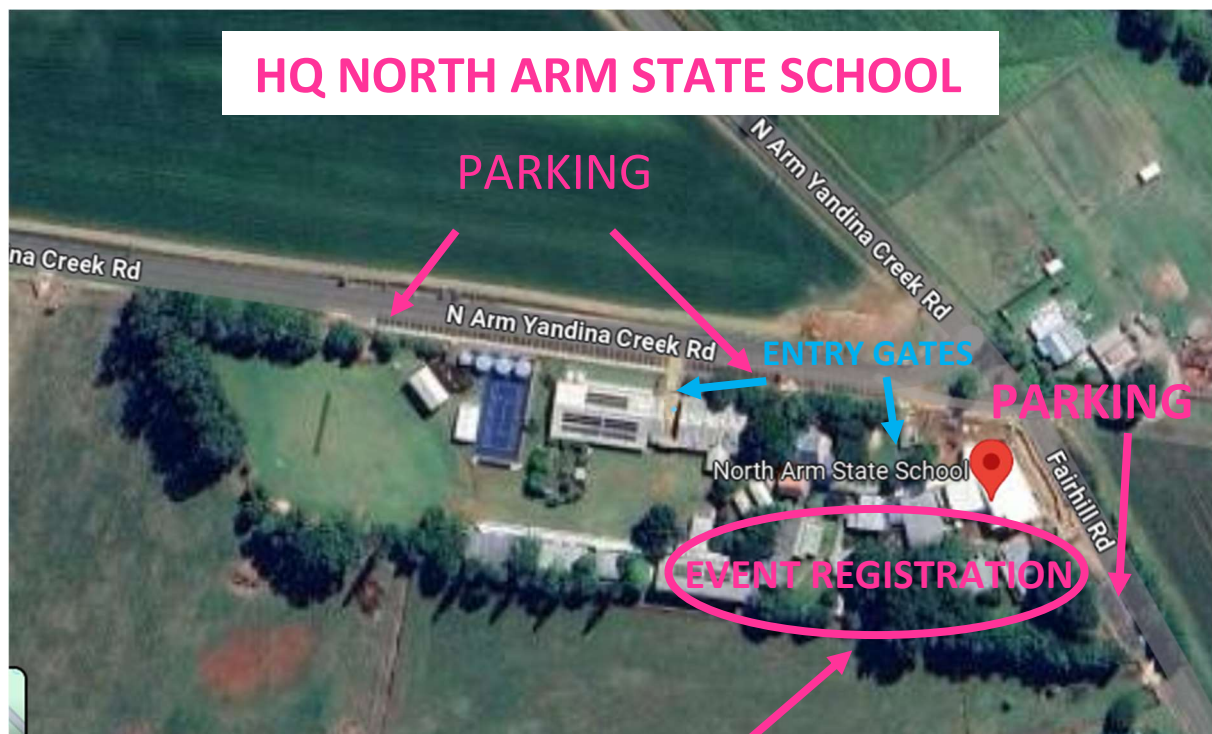 HQ NORTH ARM STATE SCHOOL
PARKING
N Arm Yandina Creek Rd
na Creek Rd
N Arm Yandina Creek Rd
ENTRY GATES
PARKING
North Arm State School
Fairhill Rd
EVENT REGISTRATION